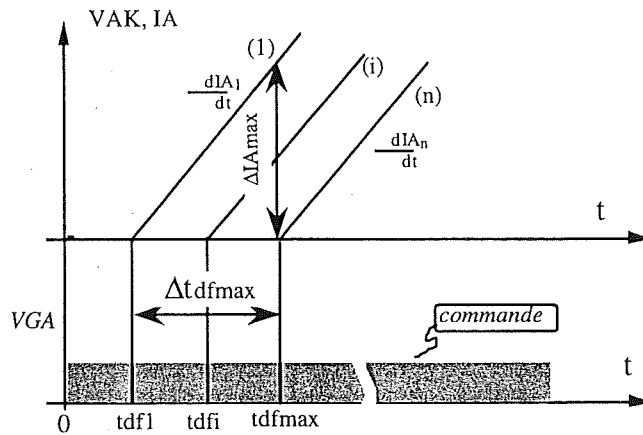 VAK, IA
(1)
dIA1
dt
(i)
(n)
ΔIAmax
dIAn
dt
t
Δtdfmax
VGA
commande
t
0
tdf1
tdfi
tdfmax